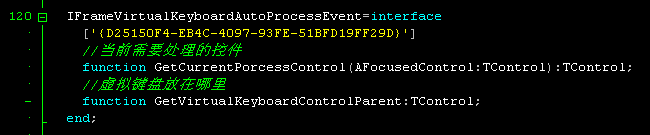 120 IFrameVirtualKeyboardAutoProcessEvent=interface
['{D25150F4-EB4C-4097-93FE-51BFD19FF29D}']
//当前需要处理的控件
function GetCurrentPorcessControl(AFocusedControl:TControl):TControl;
//虚拟键盘放在哪里
function GetVirtualKeyboardControlParent:TControl;
end;